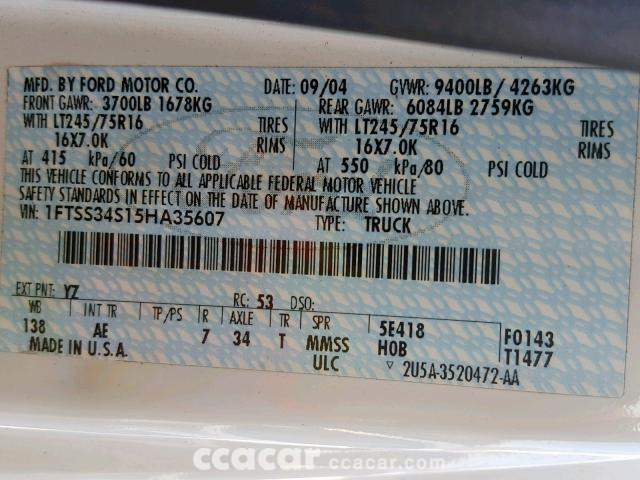 MFD. BY FORD MOTOR CO. DATE: 09/04 GVWR: 9400LB / 4263KG
FRONT GAWR: 3700LB 1678KG REAR GAWR: 6084LB 2759KG
WITH LT245/75R16 TIRES WITH LT245/75R16 TIRES
16X7.0K RIMS 16X7.0K RIMS
AT 415 kPa/60 PSI COLD AT 550 kPa/80 PSI COLD
THIS VEHICLE CONFORMS TO ALL APPLICABLE FEDERAL MOTOR VEHICLE
SAFETY STANDARD IN EFFECT ON THE DATE OF MANUFACTURE SHOWN ABOVE.
VIN: 1FTSS34S15HA35607 TYPE: TRUCK
EXT PNT: YZ RC: 53 DSO:
WB INT TR TP/PS R AXLE TR SPR 5E418 F0143
138 AE 7 34 T MMSS H0B T1477
MADE IN U.S.A. ULC ▽ 2U5A-3520472-AA
ccacar ccacar.com